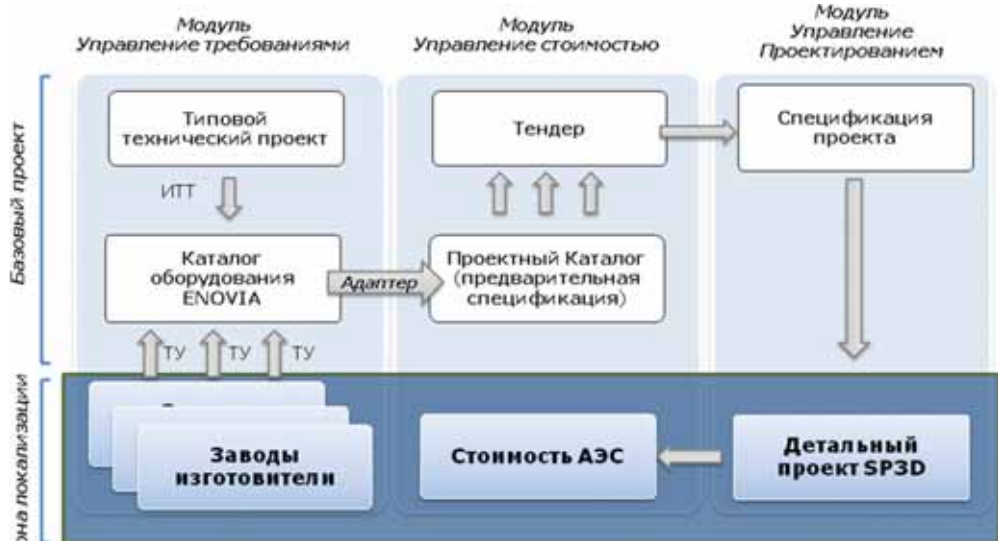 Модуль
Управление требованиями
Модуль
Управление стоимостью
Модуль
Управление
Проектированием
Базовый проект
Типовой
технический проект
Тендер
Спецификация
проекта
ИТТ
Каталог
оборудования
ENOVIA
Адаптер
Проектный Каталог
(предварительная
спецификация)
ТУ
ТУ
ТУ
локализации
Заводы
изготовители
Стоимость АЭС
Детальный
проект SP3D